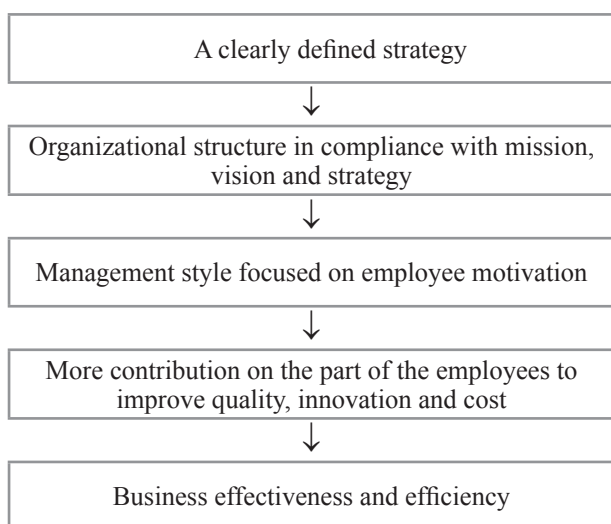 A clearly defined strategy
Organizational structure in compliance with mission,
vision and strategy
Management style focused on employee motivation
More contribution on the part of the employees to
improve quality, innovation and cost
Business effectiveness and efficiency